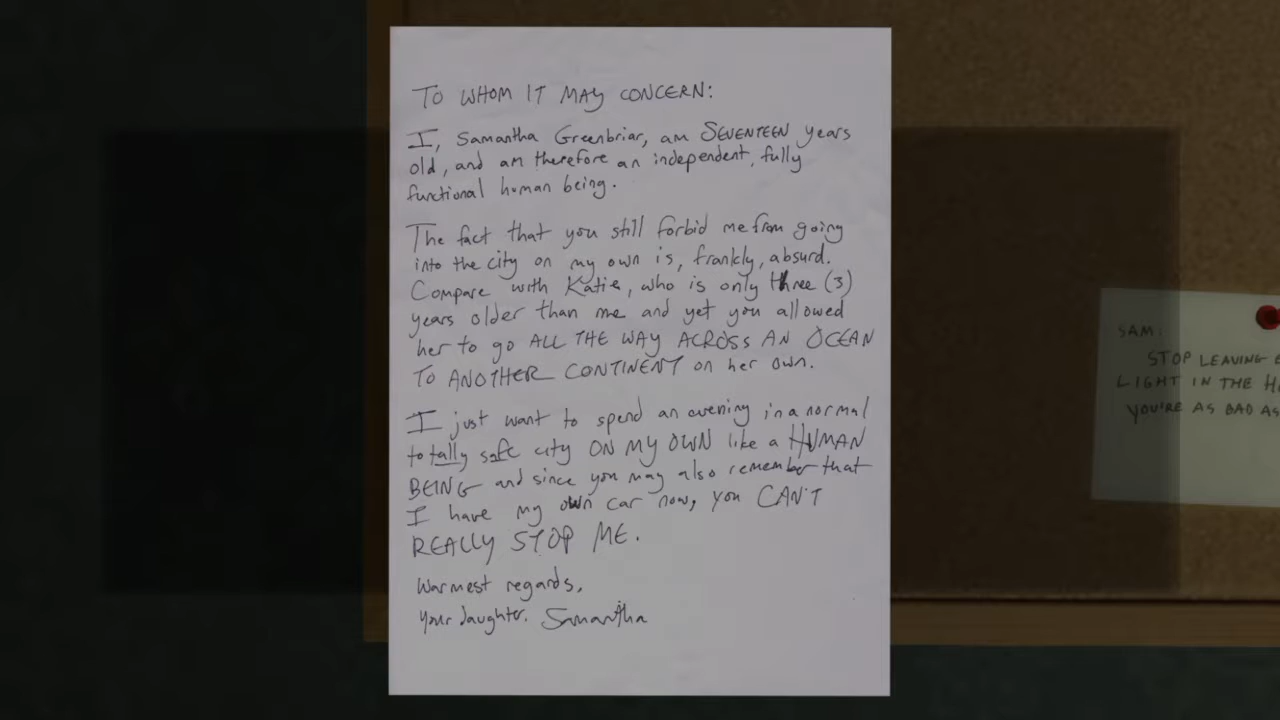 TO WHOM IT MAY CONCERN:
I, Samantha Greenbriar, am SEVENTEEN years
old, and am therefore an independent, fully
functional human being.
The fact that you still forbid me from going
into the city on my own is, frankly, absurd.
Compare with Katie, who is only three (3)
years older than me and yet you allowed
her to go ALL THE WAY ACROSS AN OCEAN
TO ANOTHER CONTINENT on her own.
I just want to spend an evening in a normal
totally safe city ON MY OWN like a HUMAN
BEING and since you may also remember that
I have my own car now, you CAN'T
REALLY STOP ME.
Warmest regards,
Your daughter. Samantha
SAM:
STOP LEAVING
LIGHT IN THE
YOU'RE AS BAD AS